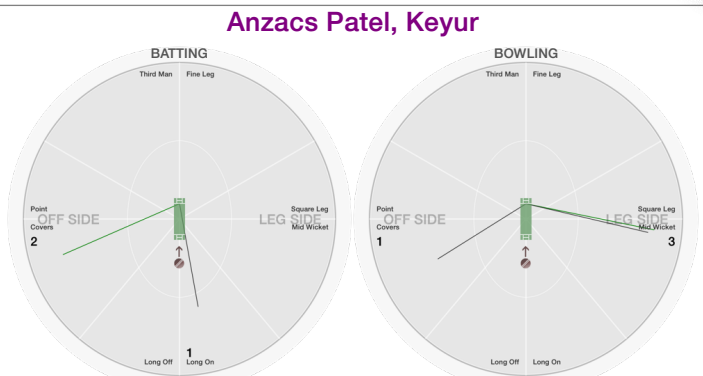 Anzacs Patel, Keyur
BATTING
Third Man Fine Leg
Point
OFF SIDE
Covers
2
Square Leg
LEG SIDE
Mid Wicket
1
Long Off Long On
BOWLING
Third Man Fine Leg
Point
OFF SIDE
Covers
1
Square Leg
LEG SIDE
Mid Wicket
3
Long Off Long On